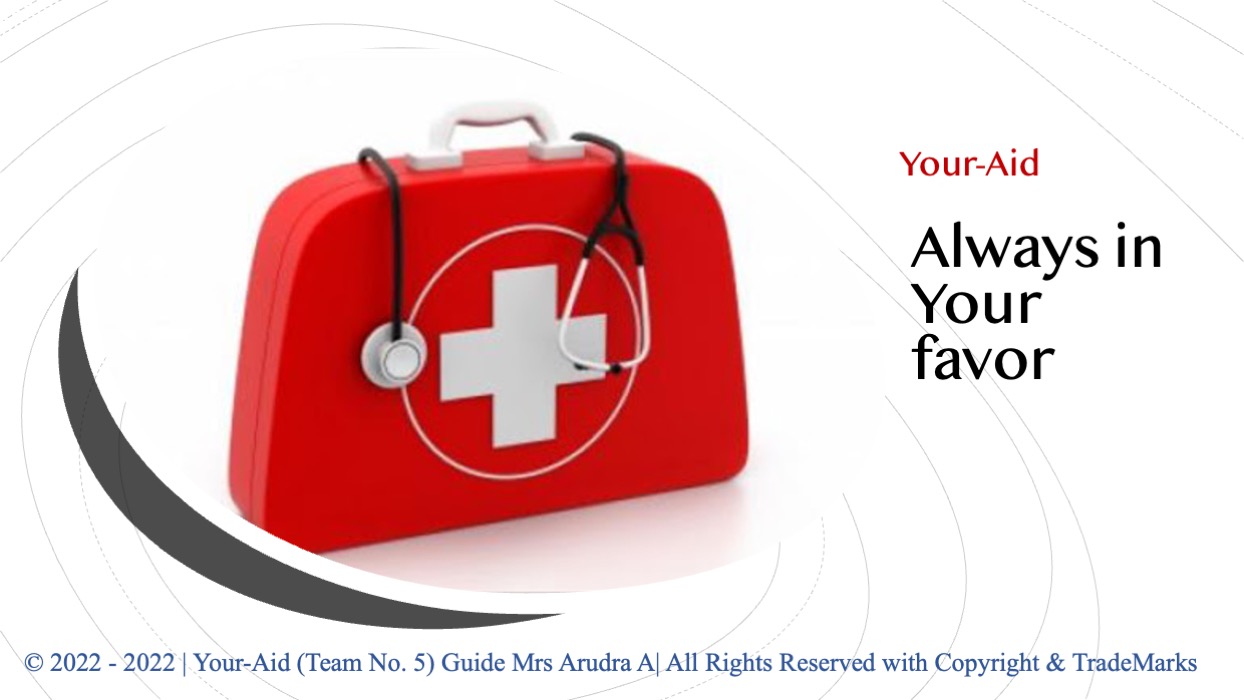 Your-Aid
Always in
Your
favor
© 2022 - 2022 | Your-Aid (Team No. 5) Guide Mrs Arudra A| All Rights Reserved with Copyright & TradeMarks